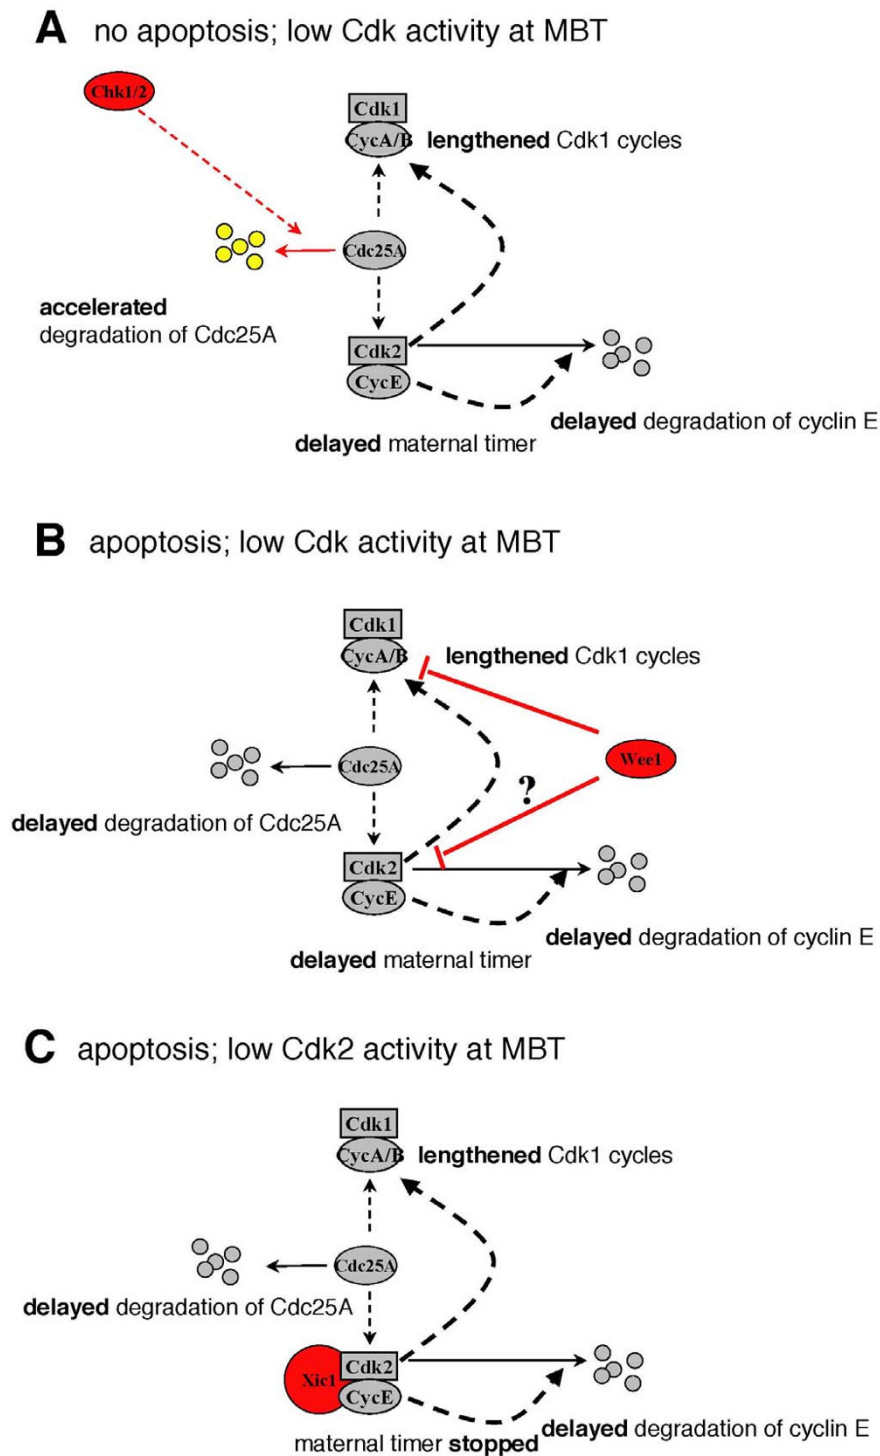 A no apoptosis; low Cdk activity at MBT
Chk1/2
Cdk1
CycA/B
lengthened Cdk1 cycles
Cdc25A
accelerated
degradation of Cdc25A
Cdk2
CycE
delayed degradation of cyclin E
delayed maternal timer
B apoptosis; low Cdk activity at MBT
Cdk1
CycA/B
lengthened Cdk1 cycles
Wee1
Cdc25A
?
delayed degradation of Cdc25A
Cdk2
CycE
delayed degradation of cyclin E
delayed maternal timer
C apoptosis; low Cdk2 activity at MBT
Cdk1
CycA/B
lengthened Cdk1 cycles
Cdc25A
delayed degradation of Cdc25A
Xic1
Cdk2
CycE
delayed degradation of cyclin E
maternal timer stopped